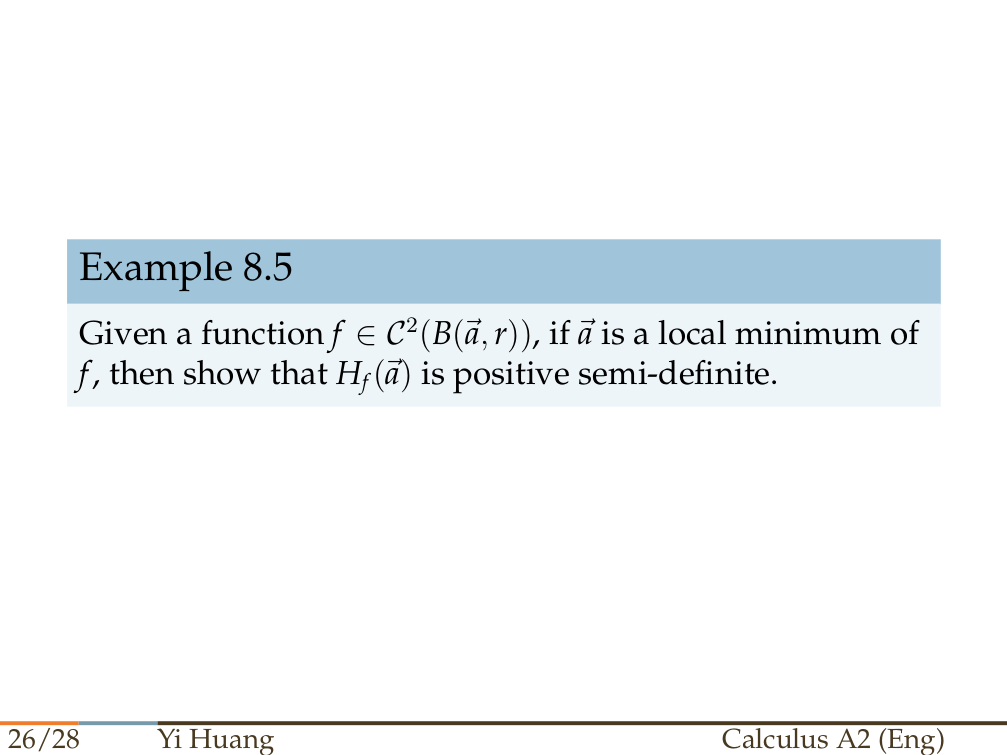 Example 8.5
Given a function f ∈ 𝒞²(B(a⃗, r)), if a⃗ is a local minimum of
f, then show that H_f(a⃗) is positive semi-definite.
26/28 Yi Huang Calculus A2 (Eng)